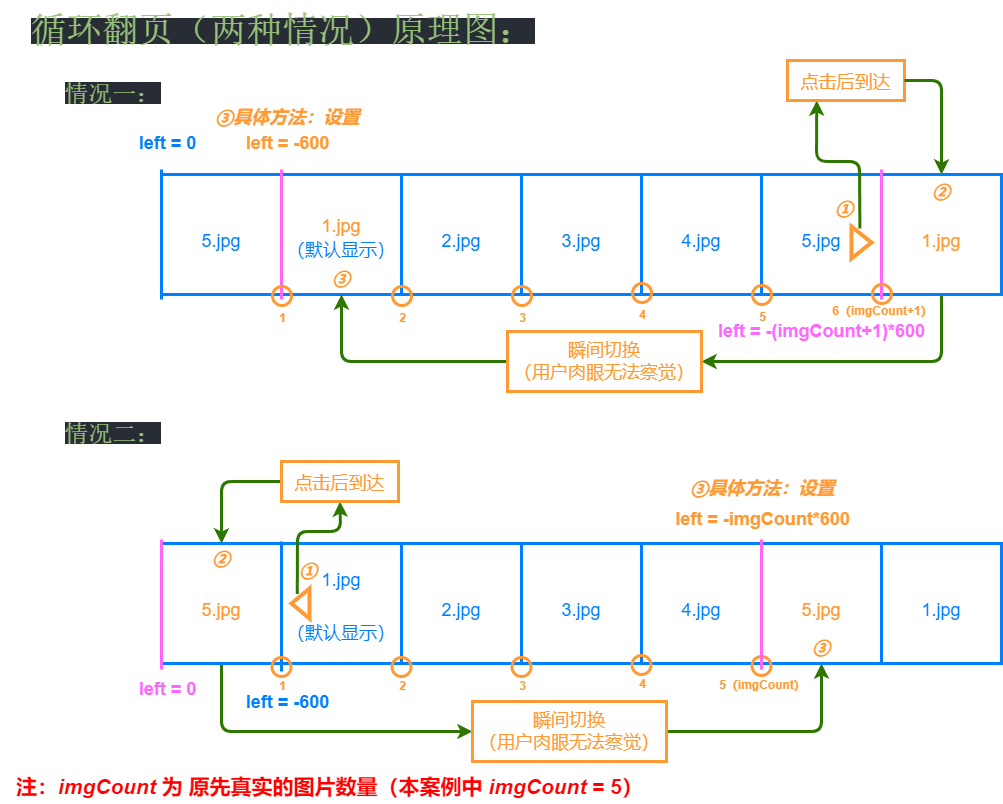 循环翻页（两种情况）原理图：
情况一：
点击后到达
③具体方法：设置
left = 0
left = -600
②
①
5.jpg
1.jpg
(默认显示)
2.jpg
3.jpg
4.jpg
5.jpg
1.jpg
③
1
2
3
4
5
6（imgCount+1）
left = -(imgCount+1)*600
瞬间切换
（用户肉眼无法察觉）
情况二：
点击后到达
③具体方法：设置
left = -imgCount*600
②
①
1.jpg
5.jpg
2.jpg
3.jpg
4.jpg
5.jpg
1.jpg
(默认显示)
③
1
2
3
4
5（imgCount）
left = 0
left = -600
瞬间切换
（用户肉眼无法察觉）
注：imgCount 为 原先真实的图片数量（本案例中 imgCount = 5）